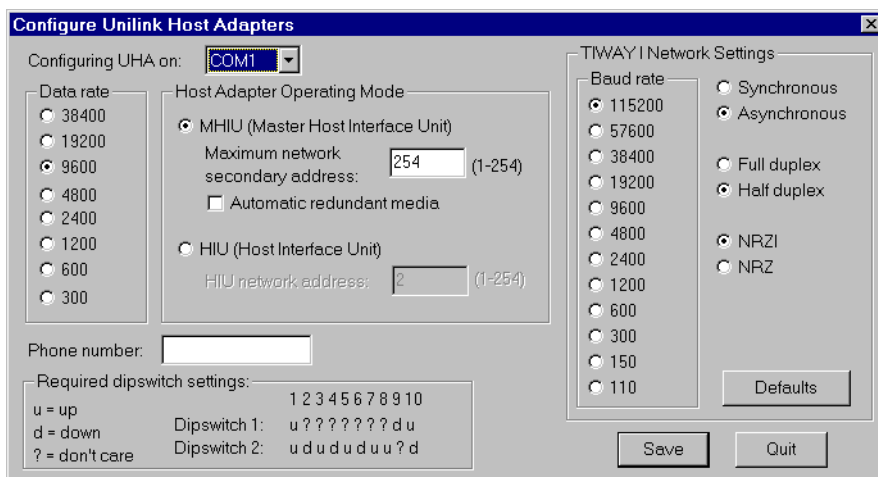 Configure Unilink Host Adapters
Configuring UHA on: COM1
Data rate
38400
19200
9600
4800
2400
1200
600
300
Host Adapter Operating Mode
MHIU (Master Host Interface Unit)
Maximum network
secondary address: 254 (1-254)
Automatic redundant media
HIU (Host Interface Unit)
HIU network address: 2 (1-254)
Phone number:
Required dipswitch settings:
u = up
d = down
? = don't care
1 2 3 4 5 6 7 8 9 10
Dipswitch 1: u ? ? ? ? ? ? ? d u
Dipswitch 2: u d u d u d u u ? d
TIWAY I Network Settings
Baud rate
115200
57600
38400
19200
9600
4800
2400
1200
600
300
150
110
Synchronous
Asynchronous
Full duplex
Half duplex
NRZI
NRZ
Defaults
Save
Quit